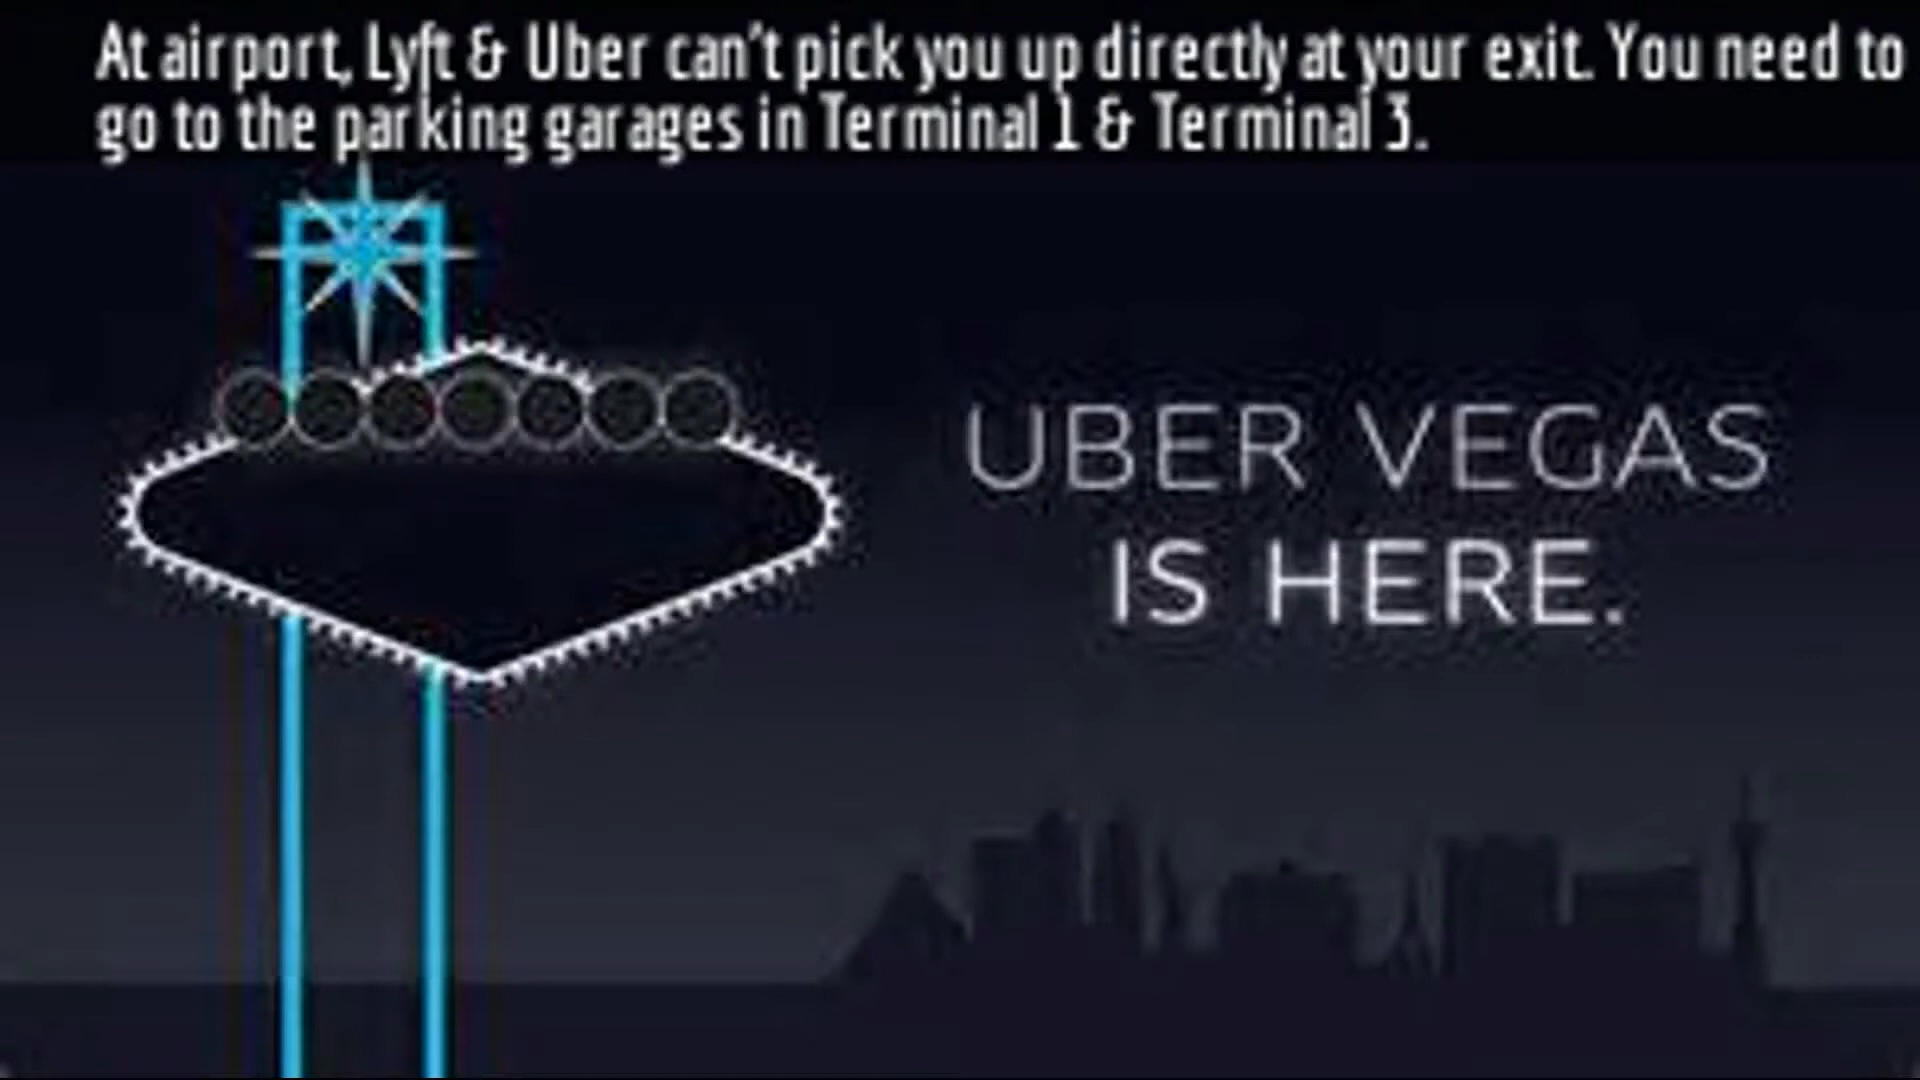 At airport, Lyft & Uber can't pick you up directly at your exit. You need to
go to the parking garages in Terminal 1 & Terminal 3.
UBER VEGAS
IS HERE.